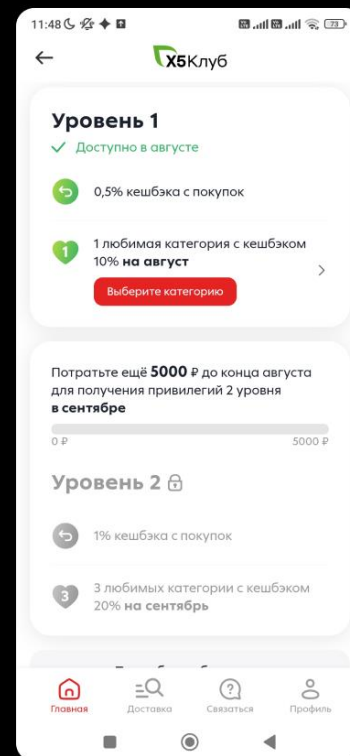 11:48
73
X5Клуб
Уровень 1
Доступно в августе
0,5% кешбэка с покупок
1 любимая категория с кешбэком
1
10% на август
Выберите категорию
Потратьте ещё 5000 ₽ до конца августа
для получения привилегий 2 уровня
в сентябре
0 ₽ 5000 ₽
Уровень 2
1% кешбэка с покупок
3 любимых категории с кешбэком
3
20% на сентябрь
Главная Доставка Связаться Профиль